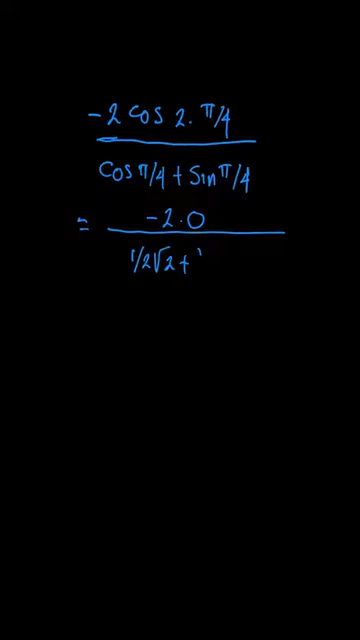 -2 cos 2. π/4
cos π/4 + sin π/4
= -2.0
1/2√2 + '